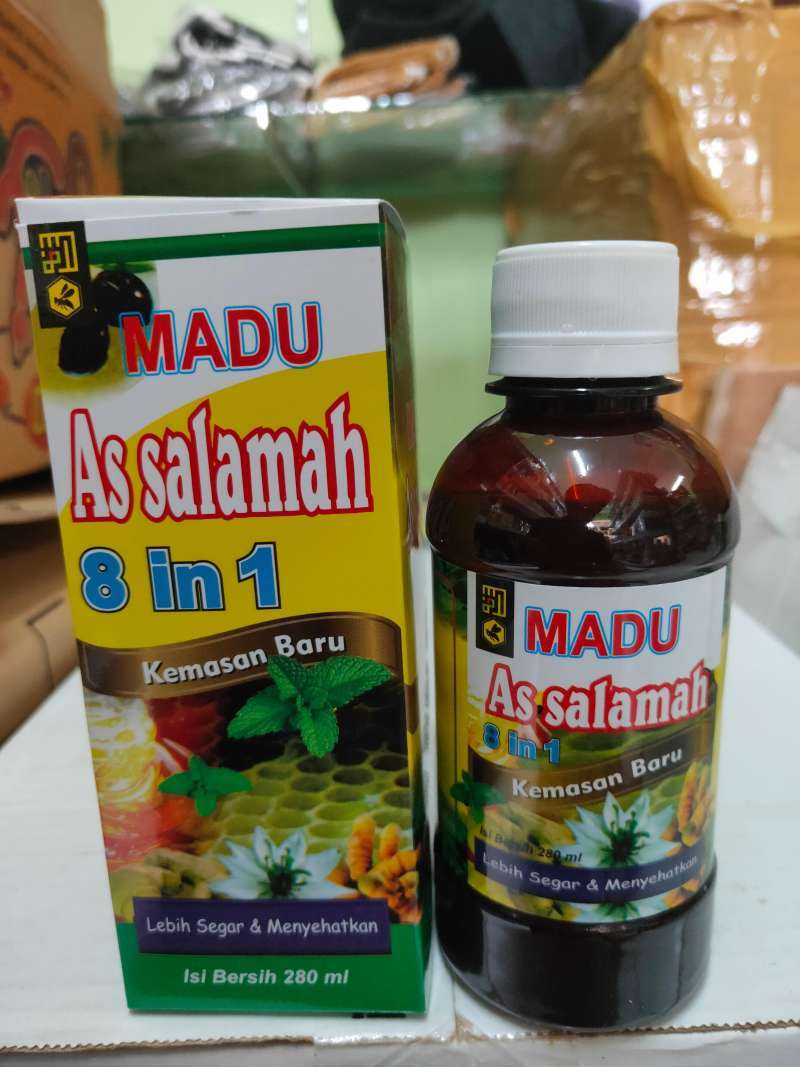 MADU
As salamah
8 in 1
Kemasan Baru
Lebih Segar & Menyehatkan
Isi Bersih 280 ml
MADU
As salamah
8 in 1
Kemasan Baru
Isi Bersih 280 ml
Lebih Segar & Menyehatkan